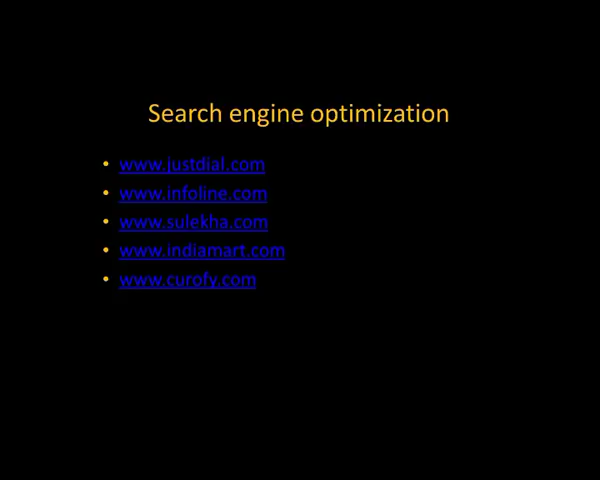 Search engine optimization
• www.justdial.com
• www.infoline.com
• www.sulekha.com
• www.indiamart.com
• www.curofy.com